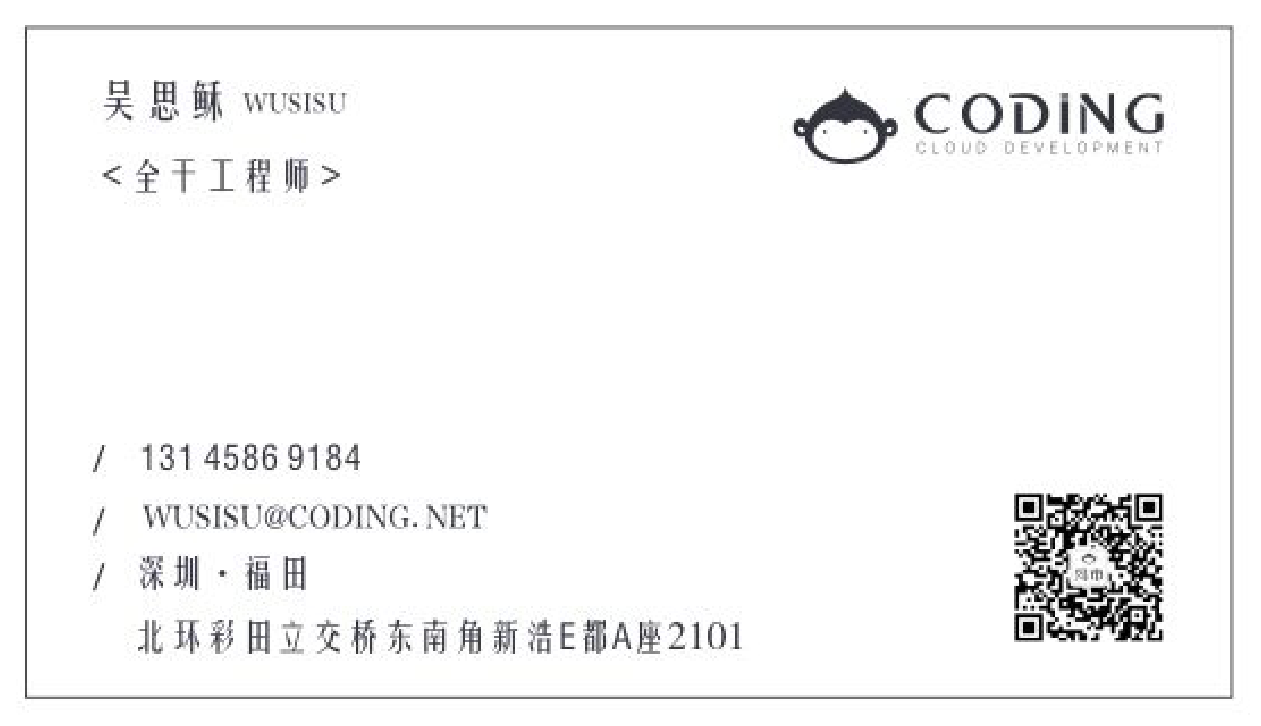 吴思稣 WUSISU
<全干工程师>
CODING
CLOUD DEVELOPMENT
/ 131 4586 9184
/ WUSISU@CODING.NET
/ 深圳·福田
北环彩田立交桥东南角新浩E都A座2101